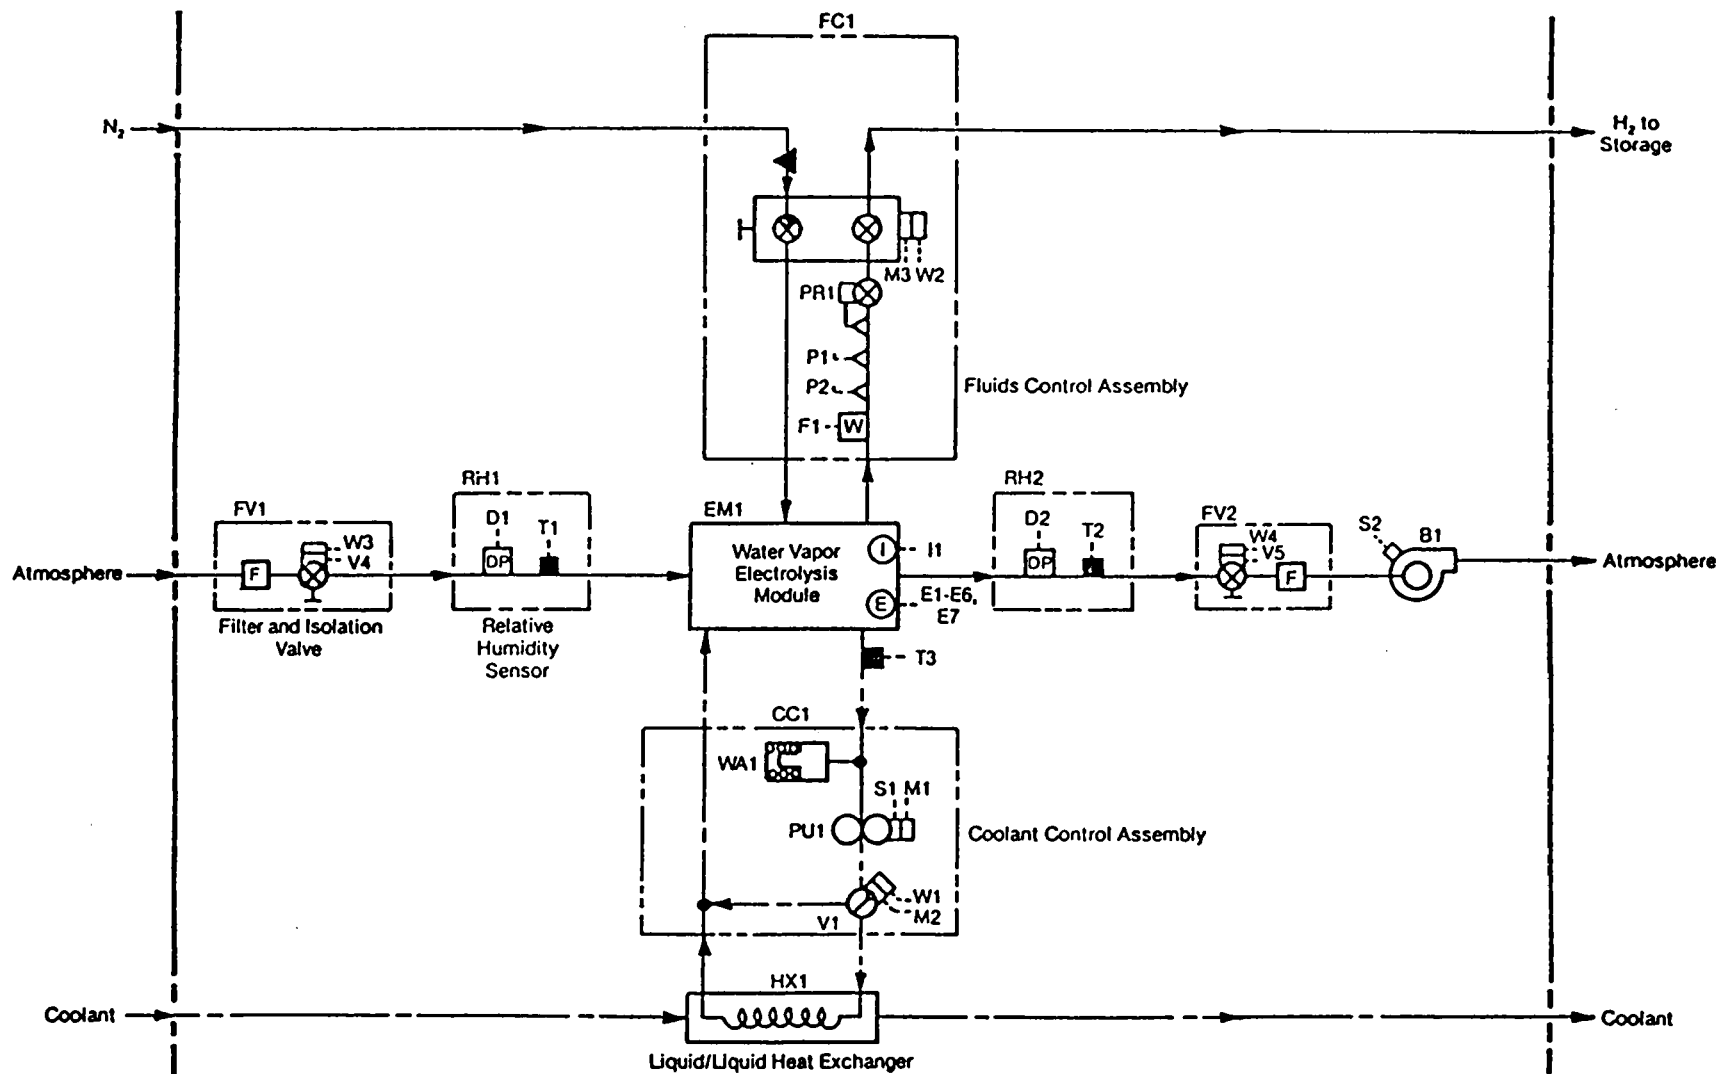 FC1
N₂
H₂ to
Storage
M3 W2
PR1
P1
P2
Fluids Control Assembly
F1
W
RH1
RH2
FV1
D1
T1
EM1
D2
T2
FV2
S2
B1
W3
V4
W4
V5
Atmosphere
F
DP
Water Vapor
Electrolysis
Module
I
I1
E
E1-E6,
E7
DP
F
Atmosphere
Filter and Isolation
Valve
Relative
Humidity
Sensor
T3
CC1
WA1
S1 M1
PU1
Coolant Control Assembly
W1
M2
V1
HX1
Coolant
Coolant
Liquid/Liquid Heat Exchanger